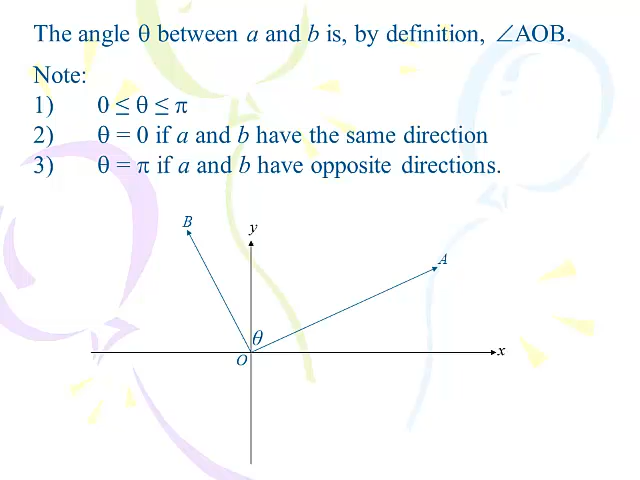 The angle θ between a and b is, by definition, ∠AOB.
Note:
1) 0 ≤ θ ≤ π
2) θ = 0 if a and b have the same direction
3) θ = π if a and b have opposite directions.
B
y
A
θ
O
x